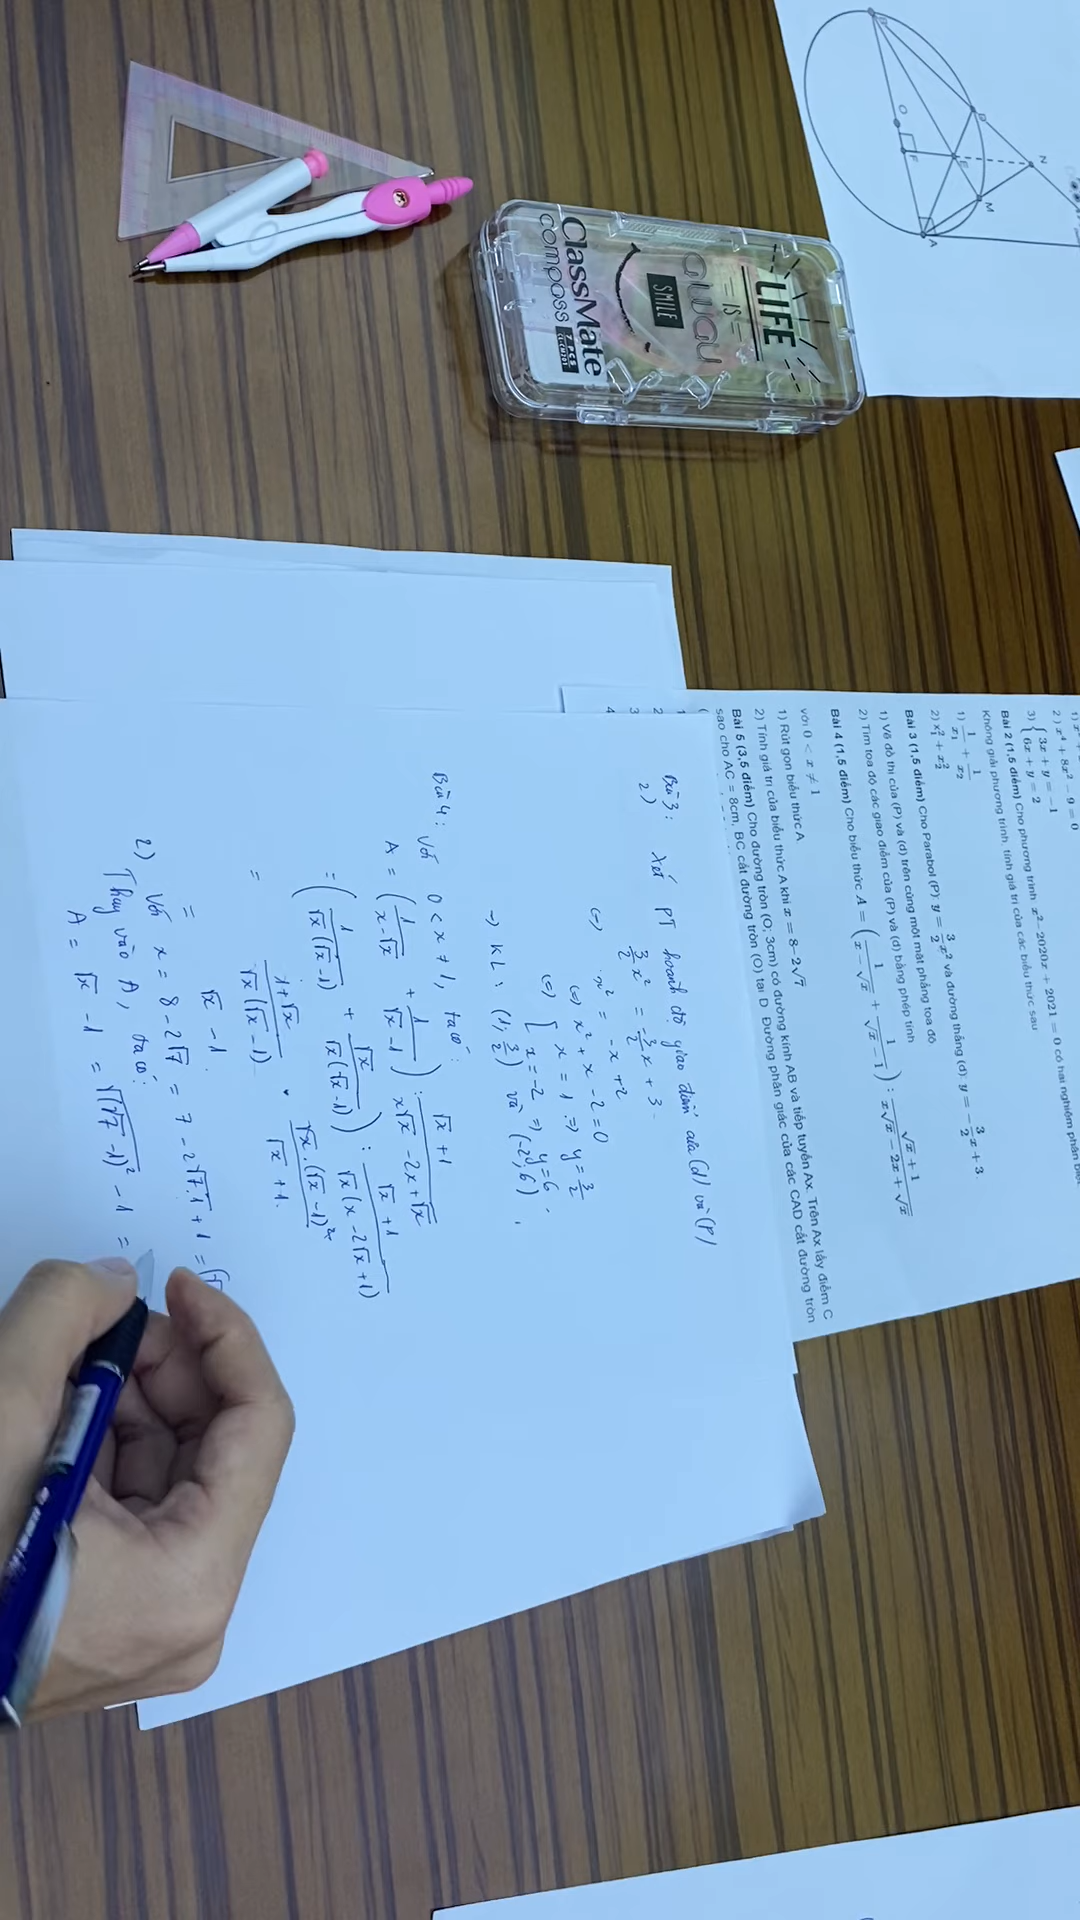 LIFE
IS
SMILE
ClassMate
compass
B
O
D
F
E
N
M
A
2) x⁴ + 8x² − 9 = 0
3) { 3x + y = −1
6x + y = 2
Bài 2 (1,5 điểm) Cho phương trình x² − 2020x + 2021 = 0 có hai nghiệm phân biệt
Không giải phương trình, tính giá trị của các biểu thức sau
1) 1/x₁ + 1/x₂
2) x₁² + x₂²
Bài 3 (1,5 điểm) Cho Parabol (P): y = 3/2 x² và đường thẳng (d): y = −3/2 x + 3.
1) Vẽ đồ thị của (P) và (d) trên cùng một mặt phẳng tọa độ
2) Tìm tọa độ các giao điểm của (P) và (d) bằng phép tính
Bài 4 (1,5 điểm) Cho biểu thức A = (1/(x − √x) + 1/(√x − 1)) : (√x + 1)/(x√x − 2x + √x)
với 0 < x ≠ 1
1) Rút gọn biểu thức A
2) Tính giá trị của biểu thức A khi x = 8 − 2√7
Bài 5 (3,5 điểm) Cho đường tròn (O; 3cm) có đường kính AB và tiếp tuyến Ax. Trên Ax lấy điểm C
sao cho AC = 8cm, BC cắt đường tròn (O) tại D. Đường phân giác của các CAD cắt đường tròn
Bài 3:
2) Xét PT hoành độ giao điểm của (d) và (P)
3/2 x² = −3/2 x + 3
(=) x² = −x + 2
(=) x² + x − 2 = 0
(=) [ x = 1 => y = 3/2
x = −2 => y = 6
→ KL: (1; 3/2) và (−2; 6)
Bài 4: Với 0 < x ≠ 1, ta có:
A = (1/(x − √x) + 1/(√x − 1)) : (√x + 1)/(x√x − 2x + √x)
= (1/(√x(√x − 1)) + √x/(√x(√x − 1))) : (√x + 1)/(√x(x − 2√x + 1))
= (1 + √x)/(√x(√x − 1)) · (√x.(√x − 1)²)/(√x + 1)
= √x − 1
2) Với x = 8 − 2√7 = 7 − 2√7.1 + 1 = (√
Thay vào A, ta có:
A = √x − 1 = √(√7 − 1)² − 1 =